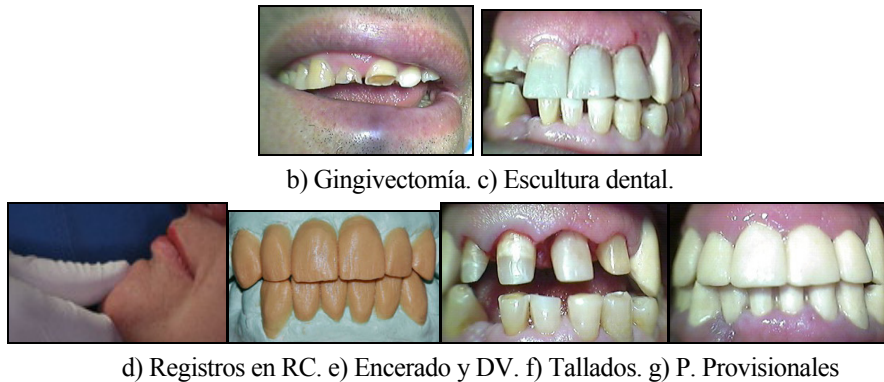 b) Gingivectomía. c) Escultura dental.
d) Registros en RC. e) Encerado y DV. f) Tallados. g) P. Provisionales